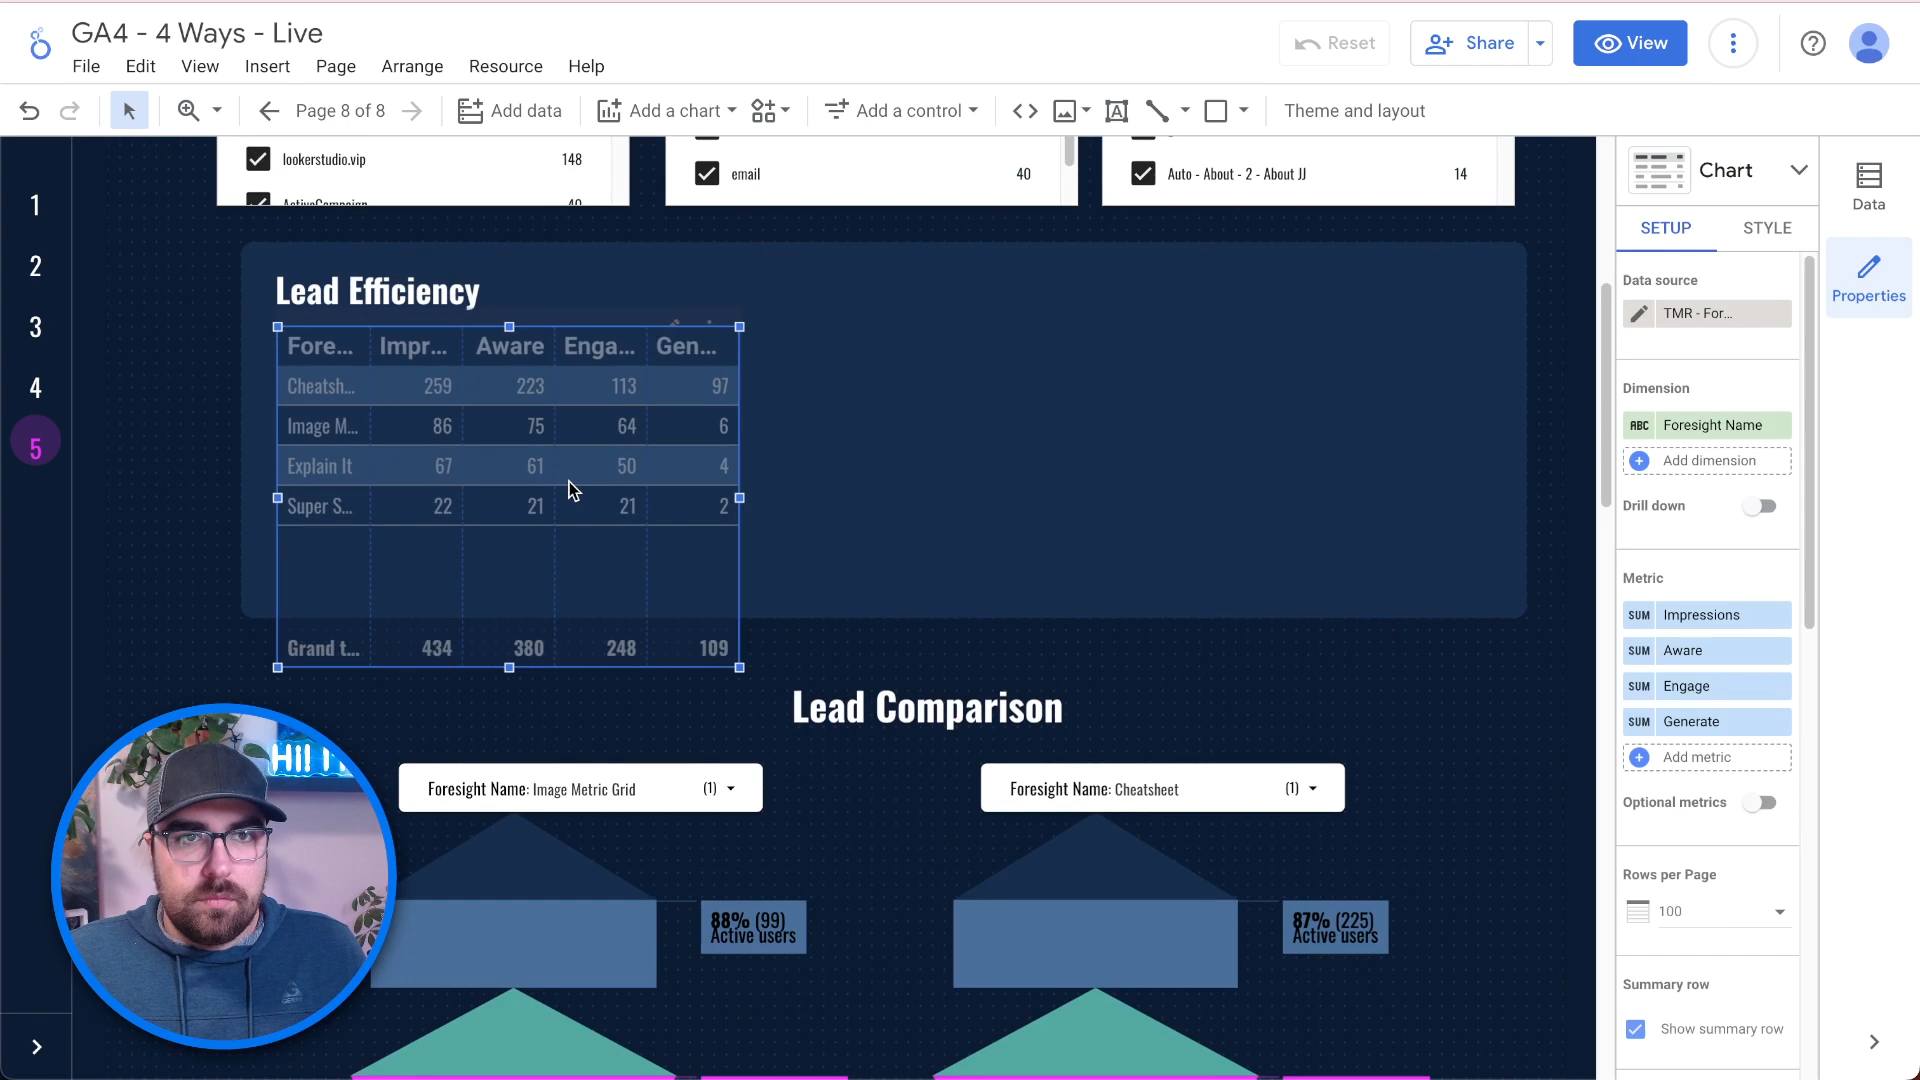 GA4 - 4 Ways - Live
File Edit View Insert Page Arrange Resource Help
Reset
Share
View
Page 8 of 8
Add data
Add a chart
Add a control
Theme and layout
1
2
3
4
5
lookerstudio.vip 148
ActiveCampaign 40
email 40
Auto - About - 2 - About JJ 14
Lead Efficiency
Fore... Impr... Aware Enga... Gen...
Cheatsh... 259 223 113 97
Image M... 86 75 64 6
Explain It 67 61 50 4
Super S... 22 21 21 2
Grand t... 434 380 248 109
Lead Comparison
Foresight Name: Image Metric Grid (1)
Foresight Name: Cheatsheet (1)
88% (99)
Active users
87% (225)
Active users
Chart
SETUP STYLE
Data source
TMR - For...
Dimension
ABC Foresight Name
Add dimension
Drill down
Metric
SUM Impressions
SUM Aware
SUM Engage
SUM Generate
Add metric
Optional metrics
Rows per Page
100
Summary row
Show summary row
Data
Properties